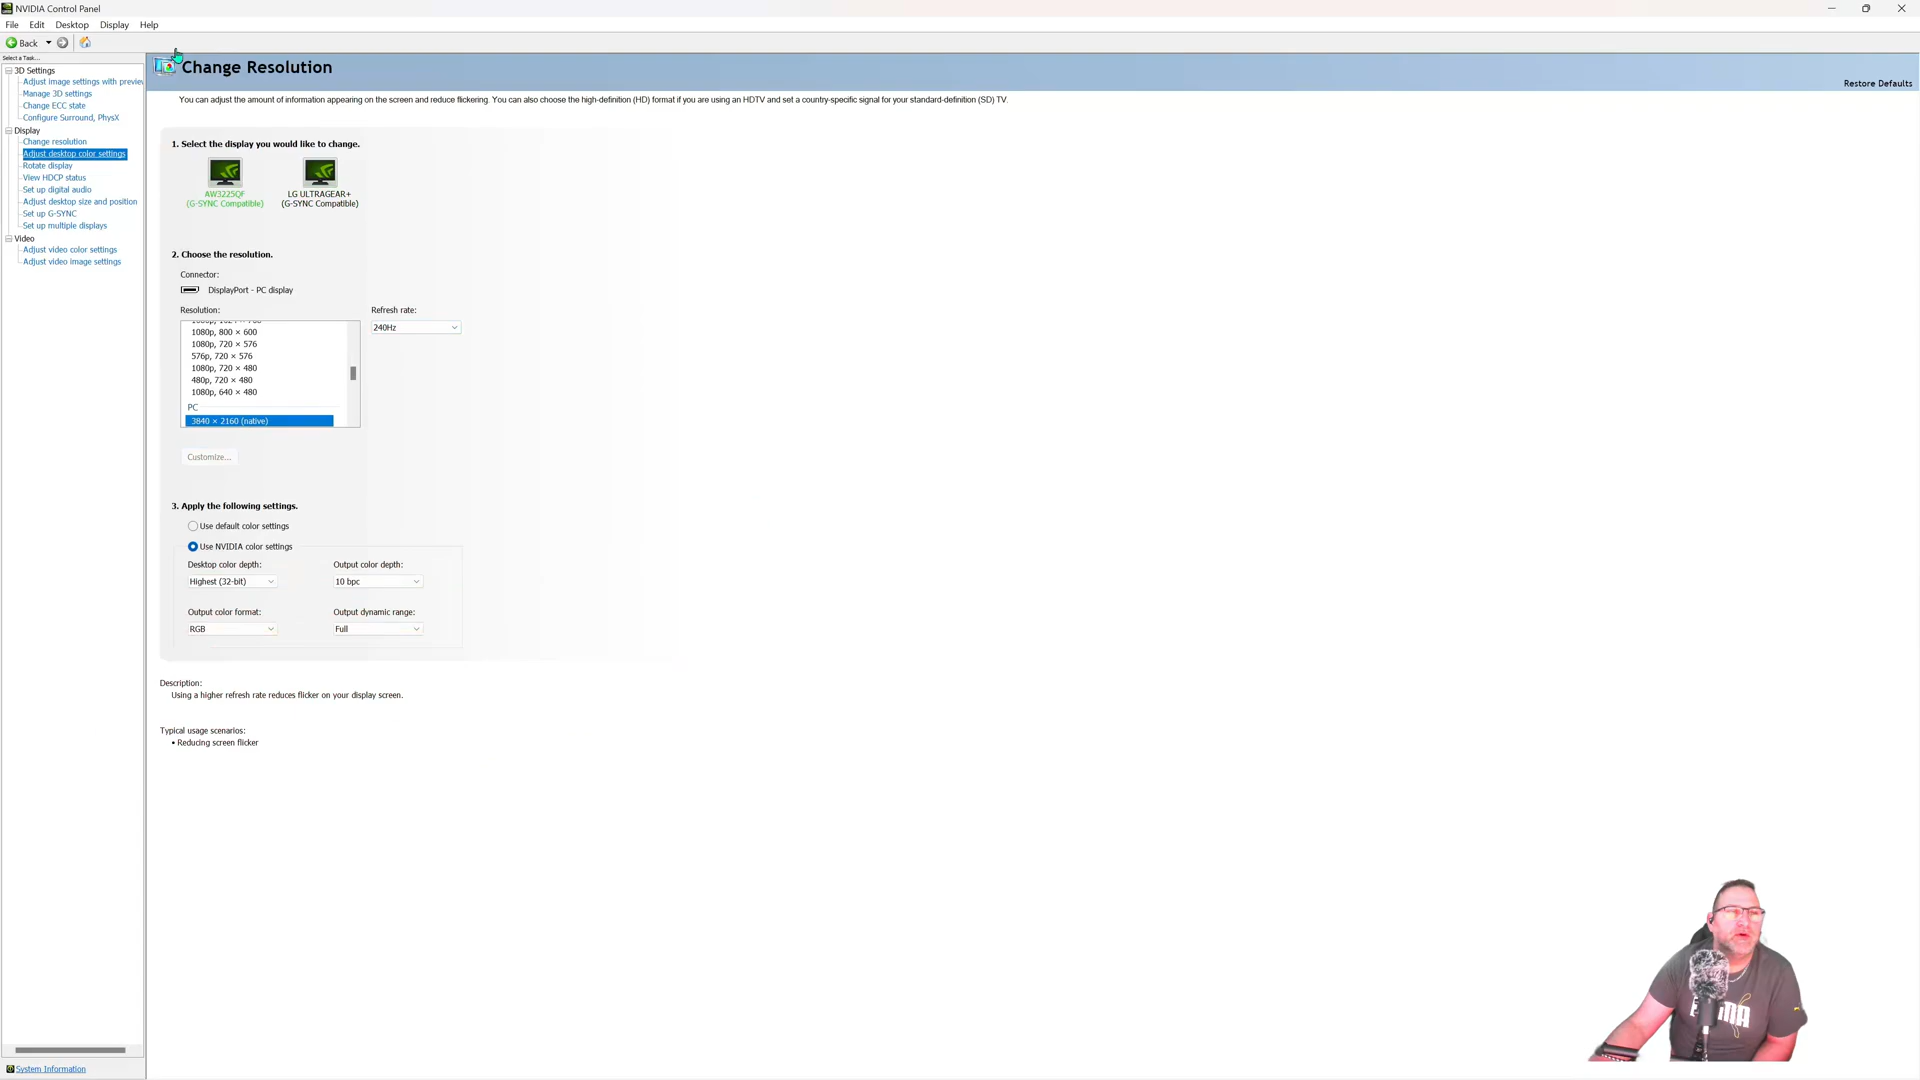 NVIDIA Control Panel
File Edit Desktop Display Help
Back
Select a Task...
3D Settings
Adjust image settings with preview
Manage 3D settings
Change ECC state
Configure Surround, PhysX
Display
Change resolution
Adjust desktop color settings
Rotate display
View HDCP status
Set up digital audio
Adjust desktop size and position
Set up G-SYNC
Set up multiple displays
Video
Adjust video color settings
Adjust video image settings
System Information
Change Resolution
Restore Defaults
You can adjust the amount of information appearing on the screen and reduce flickering. You can also choose the high-definition (HD) format if you are using an HDTV and set a country-specific signal for your standard-definition (SD) TV.
1. Select the display you would like to change.
AW3225QF
(G-SYNC Compatible)
LG ULTRAGEAR+
(G-SYNC Compatible)
2. Choose the resolution.
Connector:
DisplayPort - PC display
Resolution:
Refresh rate:
240Hz
1080p, 800 × 600
1080p, 720 × 576
576p, 720 × 576
1080p, 720 × 480
480p, 720 × 480
1080p, 640 × 480
PC
3840 × 2160 (native)
Customize...
3. Apply the following settings.
Use default color settings
Use NVIDIA color settings
Desktop color depth:
Output color depth:
Highest (32-bit)
10 bpc
Output color format:
Output dynamic range:
RGB
Full
Description:
Using a higher refresh rate reduces flicker on your display screen.
Typical usage scenarios:
• Reducing screen flicker